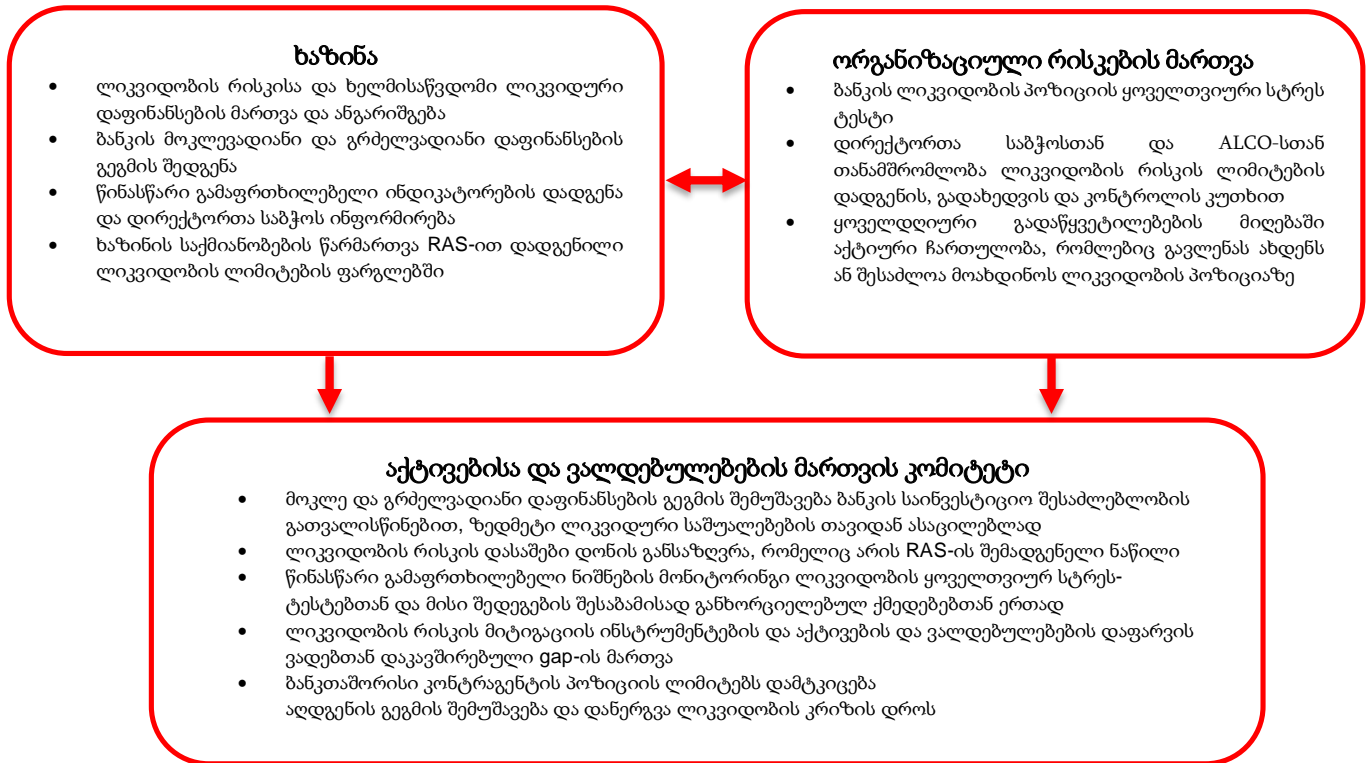 ხაზინა
• ლიკვიდობის რისკისა და ხელმისაწვდომი ლიკვიდური
დაფინანსების მართვა და ანგარიშგება
• ბანკის მოკლევადიანი და გრძელვადიანი დაფინანსების
გეგმის შედგენა
• წინასწარი გამაფრთხილებელი ინდიკატორების დადგენა
და დირექტორთა საბჭოს ინფორმირება
• ხაზინის საქმიანობების წარმართვა RAS-ით დადგენილი
ლიკვიდობის ლიმიტების ფარგლებში
ორგანიზაციული რისკების მართვა
• ბანკის ლიკვიდობის პოზიციის ყოველთვიური სტრეს
ტესტი
• დირექტორთა საბჭოსთან და ALCO-სთან
თანამშრომლობა ლიკვიდობის რისკის ლიმიტების
დადგენის, გადახედვის და კონტროლის კუთხით
• ყოველდღიური გადაწყვეტილებების მიღებაში
აქტიური ჩართულობა, რომლებიც გავლენას ახდენს
ან შესაძლოა მოახდინოს ლიკვიდობის პოზიციაზე
აქტივებისა და ვალდებულებების მართვის კომიტეტი
• მოკლე და გრძელვადიანი დაფინანსების გეგმის შემუშავება ბანკის საინვესტიციო შესაძლებლობის
გათვალისწინებით, ზედმეტი ლიკვიდური საშუალებების თავიდან ასაცილებლად
• ლიკვიდობის რისკის დასაშები დონის განსაზღვრა, რომელიც არის RAS-ის შემადგენელი ნაწილი
• წინასწარი გამაფრთხილებელი ნიშნების მონიტორინგი ლიკვიდობის ყოველთვიურ სტრეს-
ტესტებთან და მისი შედეგების შესაბამისად განხორციელებულ ქმედებებთან ერთად
• ლიკვიდობის რისკის მიტიგაციის ინსტრუმენტების და აქტივების და ვალდებულებების დაფარვის
ვადებთან დაკავშირებული gap-ის მართვა
• ბანკთაშორისი კონტრაგენტის პოზიციის ლიმიტებს დამტკიცება
აღდგენის გეგმის შემუშავება და დანერგვა ლიკვიდობის კრიზის დროს